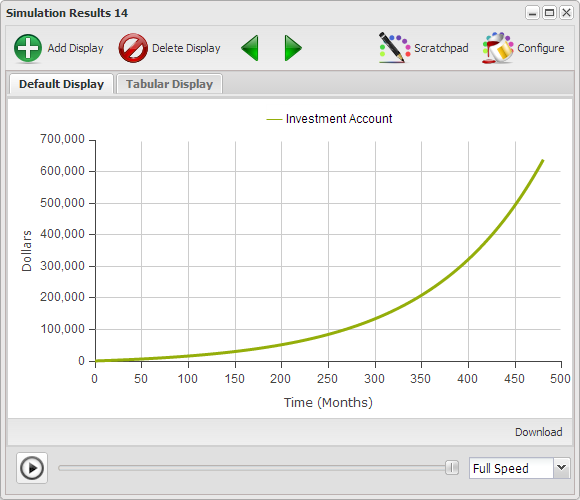 Simulation Results 14
Add Display Delete Display Scratchpad Configure
Default Display Tabular Display
Investment Account
700,000
600,000
500,000
400,000
300,000
200,000
100,000
0
Dollars
0 50 100 150 200 250 300 350 400 450 500
Time (Months)
Download
Full Speed